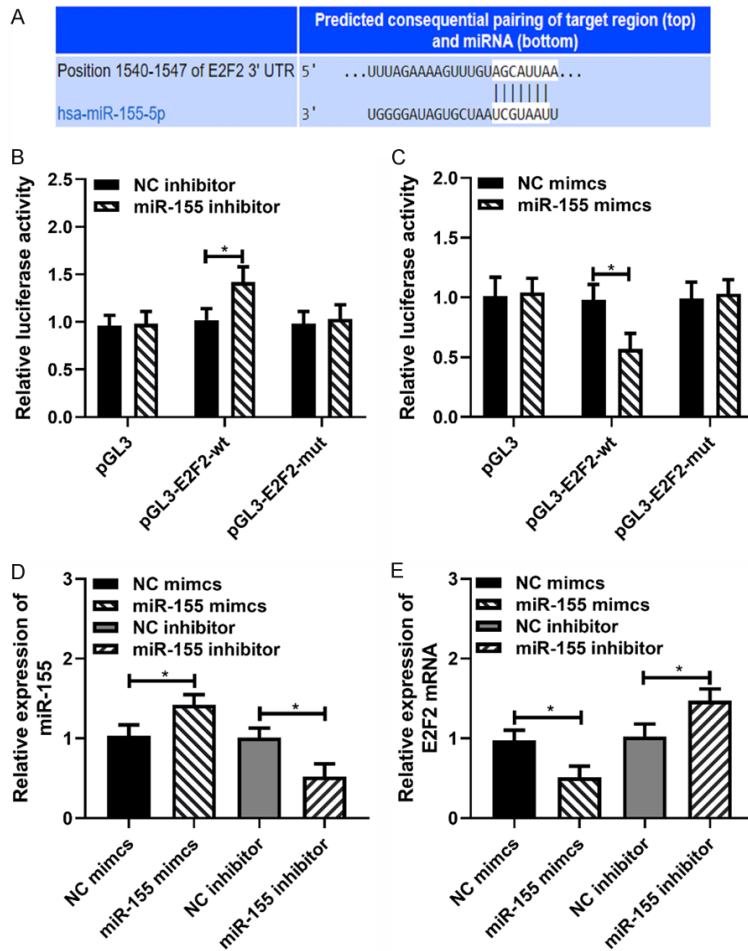 A
Predicted consequential pairing of target region (top)
and miRNA (bottom)
Position 1540-1547 of E2F2 3' UTR 5' ...UUUAGAAAAGUUUGUAGCAUUAA...
hsa-miR-155-5p 3' UGGGGAUAGUGCUAAUCGUAAUU
B
Relative luciferase activity
2.5
2.0
1.5
1.0
0.5
0.0
NC inhibitor
miR-155 inhibitor
*
pGL3
pGL3-E2F2-wt
pGL3-E2F2-mut
C
Relative luciferase activity
2.0
1.5
1.0
0.5
0.0
NC mimcs
miR-155 mimcs
*
pGL3
pGL3-E2F2-wt
pGL3-E2F2-mut
D
Relative expression of
miR-155
3
2
1
0
NC mimcs
miR-155 mimcs
NC inhibitor
miR-155 inhibitor
*
*
NC mimcs
miR-155 mimcs
NC inhibitor
miR-155 inhibitor
E
Relative expression of
E2F2 mRNA
3
2
1
0
NC mimcs
miR-155 mimcs
NC inhibitor
miR-155 inhibitor
*
*
NC mimcs
miR-155 mimcs
NC inhibitor
miR-155 inhibitor